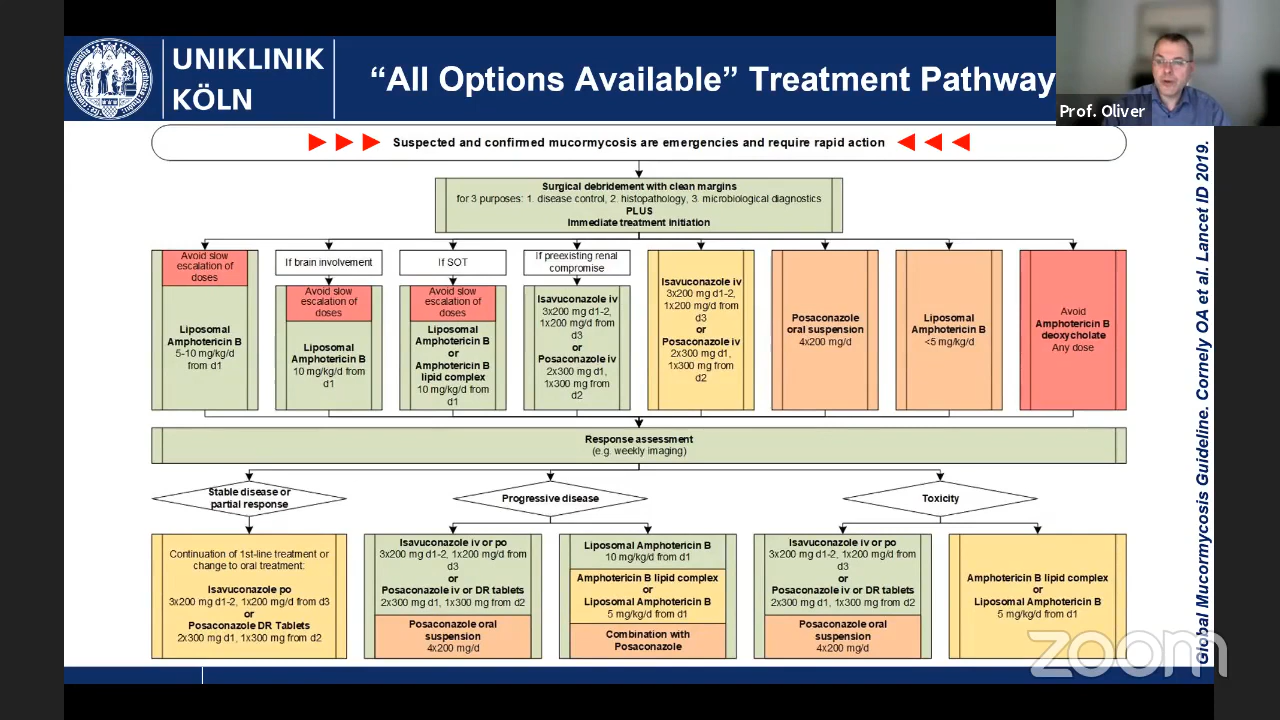 UNIKLINIK
KÖLN
“All Options Available” Treatment Pathway
Prof. Oliver
Suspected and confirmed mucormycosis are emergencies and require rapid action
Surgical debridement with clean margins
for 3 purposes: 1. disease control, 2. histopathology, 3. microbiological diagnostics
PLUS
Immediate treatment initiation
Avoid slow
escalation of
doses
Liposomal
Amphotericin B
5-10 mg/kg/d
from d1
If brain involvement
Avoid slow
escalation of
doses
Liposomal
Amphotericin B
10 mg/kg/d from
d1
If SOT
Avoid slow
escalation of
doses
Liposomal
Amphotericin B
or
Amphotericin B
lipid complex
10 mg/kg/d from
d1
If preexisting renal
compromise
Isavuconazole iv
3x200 mg d1-2,
1x200 mg/d from
d3
or
Posaconazole iv
2x300 mg d1,
1x300 mg from
d2
Isavuconazole iv
3x200 mg d1-2,
1x200 mg/d from
d3
or
Posaconazole iv
2x300 mg d1,
1x300 mg from
d2
Posaconazole
oral suspension
4x200 mg/d
Liposomal
Amphotericin B
<5 mg/kg/d
Avoid
Amphotericin B
deoxycholate
Any dose
Response assessment
(e.g. weekly imaging)
Stable disease or
partial response
Progressive disease
Toxicity
Continuation of 1st-line treatment or
change to oral treatment:
Isavuconazole po
3x200 mg d1-2, 1x200 mg/d from d3
or
Posaconazole DR Tablets
2x300 mg d1, 1x300 mg from d2
Isavuconazole iv or po
3x200 mg d1-2, 1x200 mg/d from
d3
or
Posaconazole iv or DR tablets
2x300 mg d1, 1x300 mg from d2
Posaconazole oral
suspension
4x200 mg/d
Liposomal Amphotericin B
10 mg/kg/d from d1
Amphotericin B lipid complex
or
Liposomal Amphotericin B
5 mg/kg/d from d1
Combination with
Posaconazole
Isavuconazole iv or po
3x200 mg d1-2, 1x200 mg/d from
d3
or
Posaconazole iv or DR tablets
2x300 mg d1, 1x300 mg from d2
Posaconazole oral
suspension
4x200 mg/d
Amphotericin B lipid complex
or
Liposomal Amphotericin B
5 mg/kg/d from d1
Global Mucormycosis Guideline. Cornely OA et al. Lancet ID 2019.
zoom